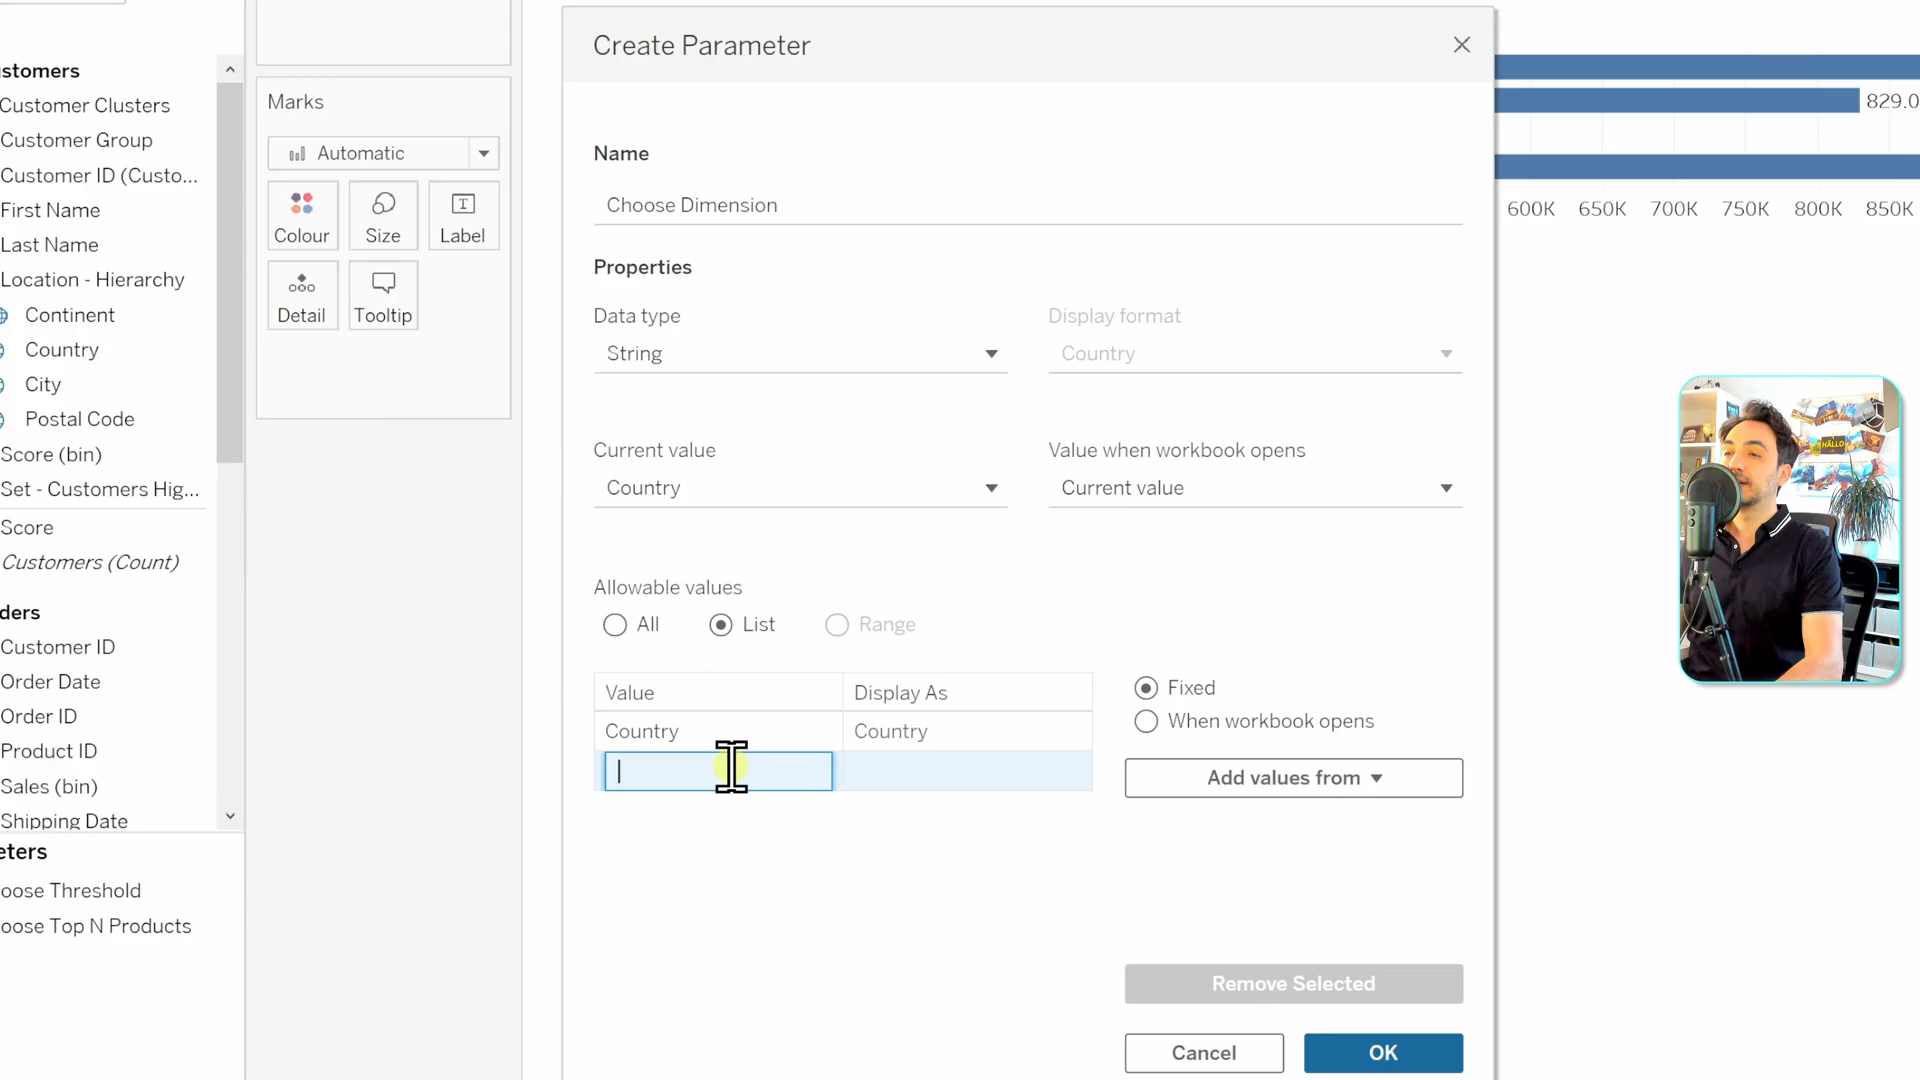 stomers
Customer Clusters
Customer Group
Customer ID (Custo...
First Name
Last Name
Location - Hierarchy
Continent
Country
City
Postal Code
Score (bin)
Set - Customers Hig...
Score
Customers (Count)
ders
Customer ID
Order Date
Order ID
Product ID
Sales (bin)
Shipping Date
eters
oose Threshold
oose Top N Products
Marks
Automatic
Colour
Size
Label
Detail
Tooltip
Create Parameter
Name
Choose Dimension
Properties
Data type
Display format
String
Country
Current value
Value when workbook opens
Country
Current value
Allowable values
All
List
Range
Value
Display As
Country
Country
Fixed
When workbook opens
Add values from
Remove Selected
Cancel
OK
829.0
600K 650K 700K 750K 800K 850K
HALLO